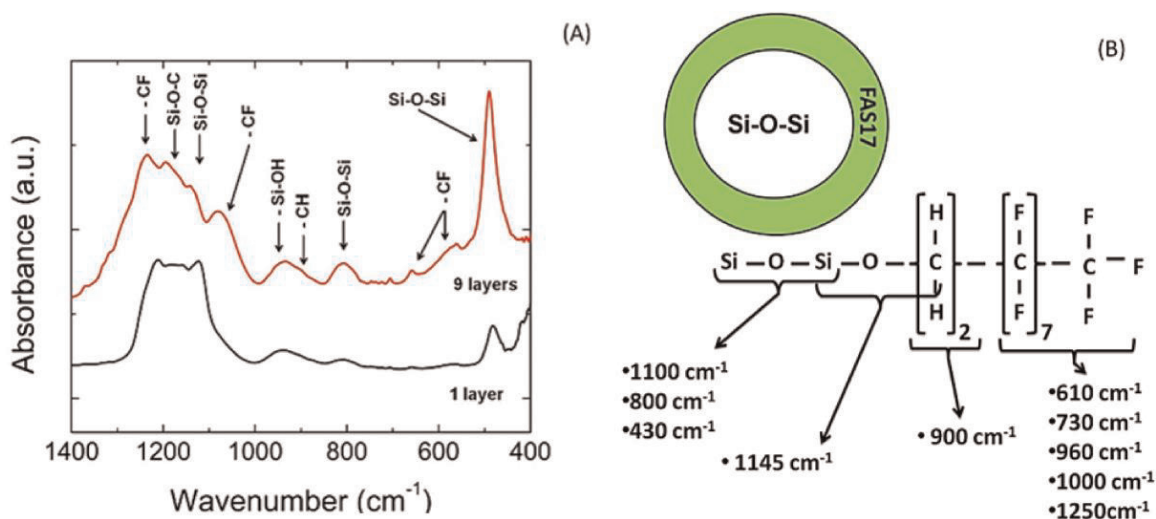 (A)
Absorbance (a.u.)
- CF
Si-O-C
Si-O-Si
- CF
- Si-OH
- CH
Si-O-Si
- CF
Si-O-Si
9 layers
1 layer
1400 1200 1000 800 600 400
Wavenumber (cm⁻¹)
(B)
Si-O-Si
FAS17
H F F
Si – O – Si – O – C – C – C – F
H F F
2 7
•1100 cm⁻¹
•800 cm⁻¹
•430 cm⁻¹
• 1145 cm⁻¹
• 900 cm⁻¹
•610 cm⁻¹
•730 cm⁻¹
•960 cm⁻¹
•1000 cm⁻¹
•1250cm⁻¹